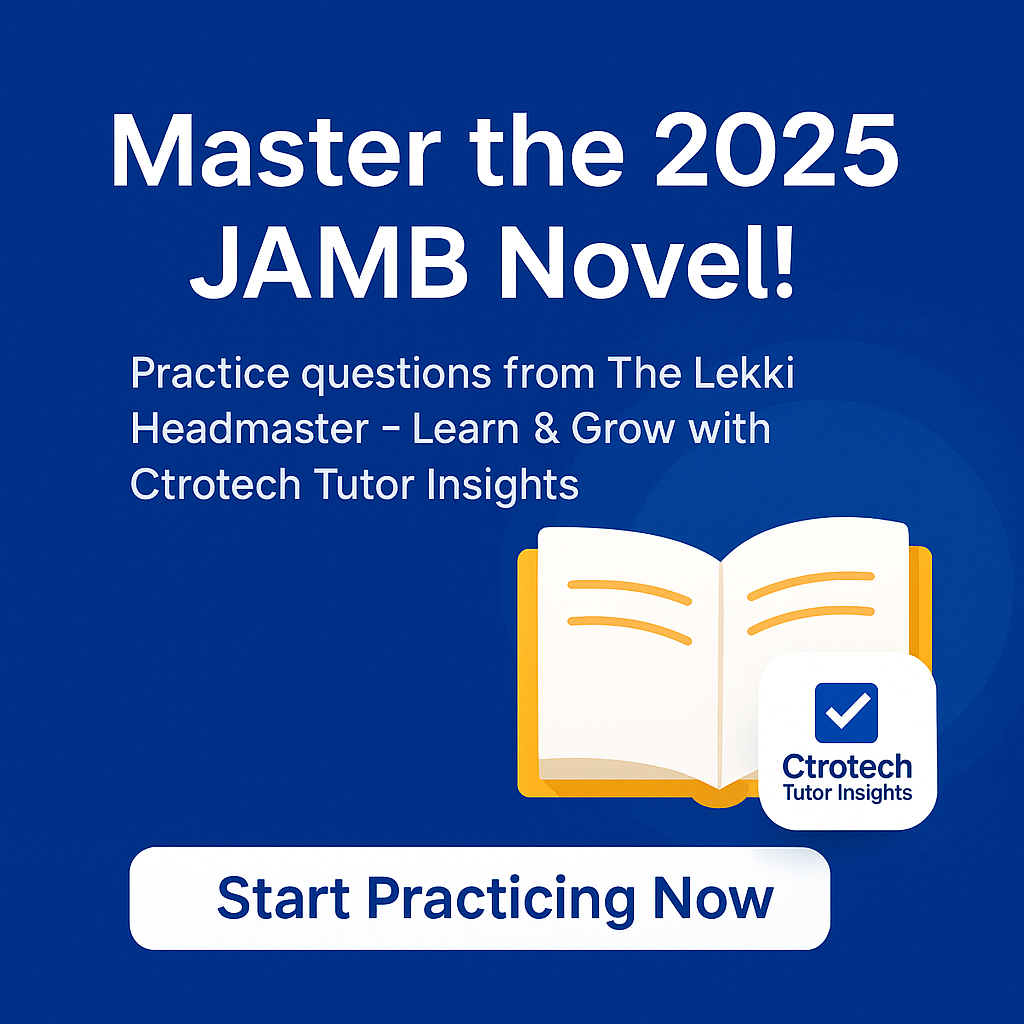 Master the 2025
JAMB Novel!
Practice questions from The Lekki
Headmaster – Learn & Grow with
Ctrotech Tutor Insights
Ctrotech
Tutor Insights
Start Practicing Now